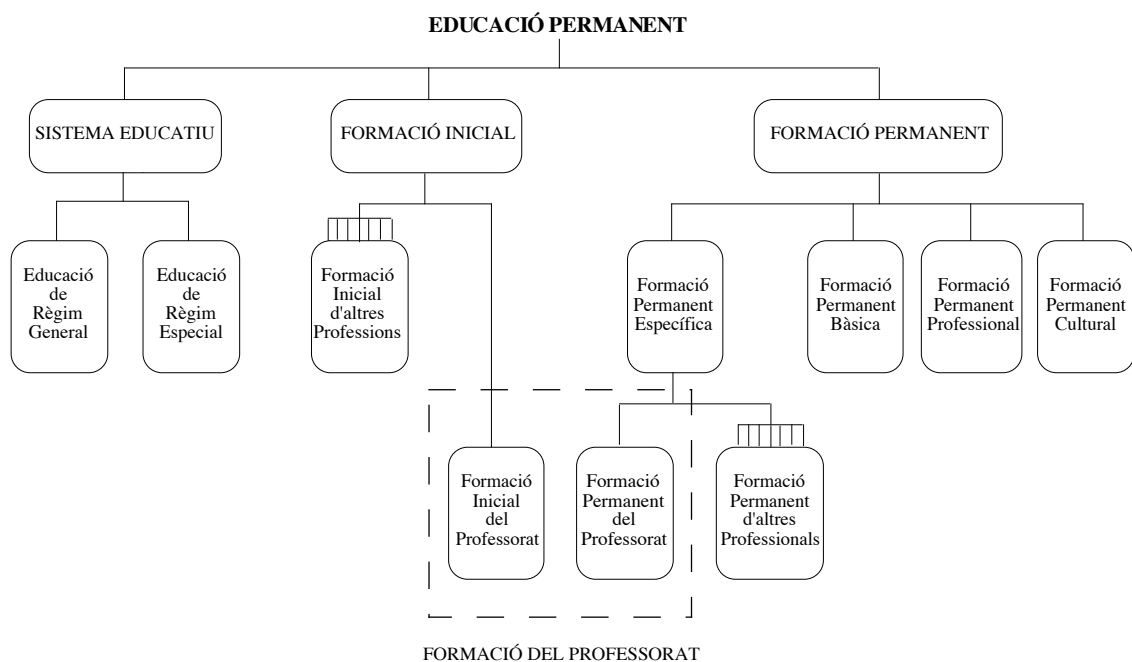 EDUCACIÓ PERMANENT
SISTEMA EDUCATIU
FORMACIÓ INICIAL
FORMACIÓ PERMANENT
Educació
de
Règim
General
Educació
de
Règim
Especial
Formació
Inicial
d'altres
Professions
Formació
Permanent
Específica
Formació
Permanent
Bàsica
Formació
Permanent
Professional
Formació
Permanent
Cultural
Formació
Inicial
del
Professorat
Formació
Permanent
del
Professorat
Formació
Permanent
d'altres
Professionals
FORMACIÓ DEL PROFESSORAT